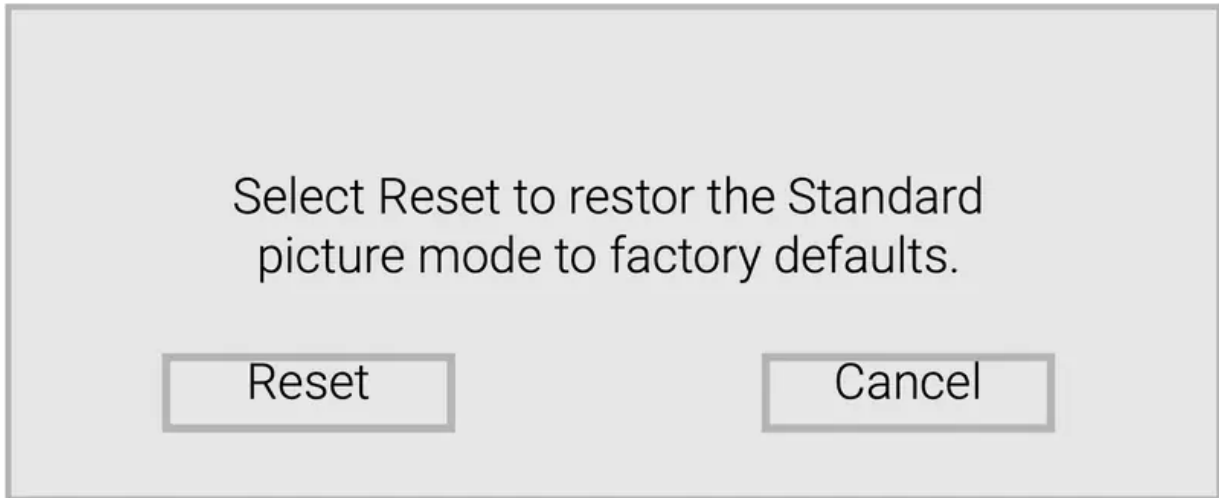 Select Reset to restor the Standard
picture mode to factory defaults.
Reset Cancel